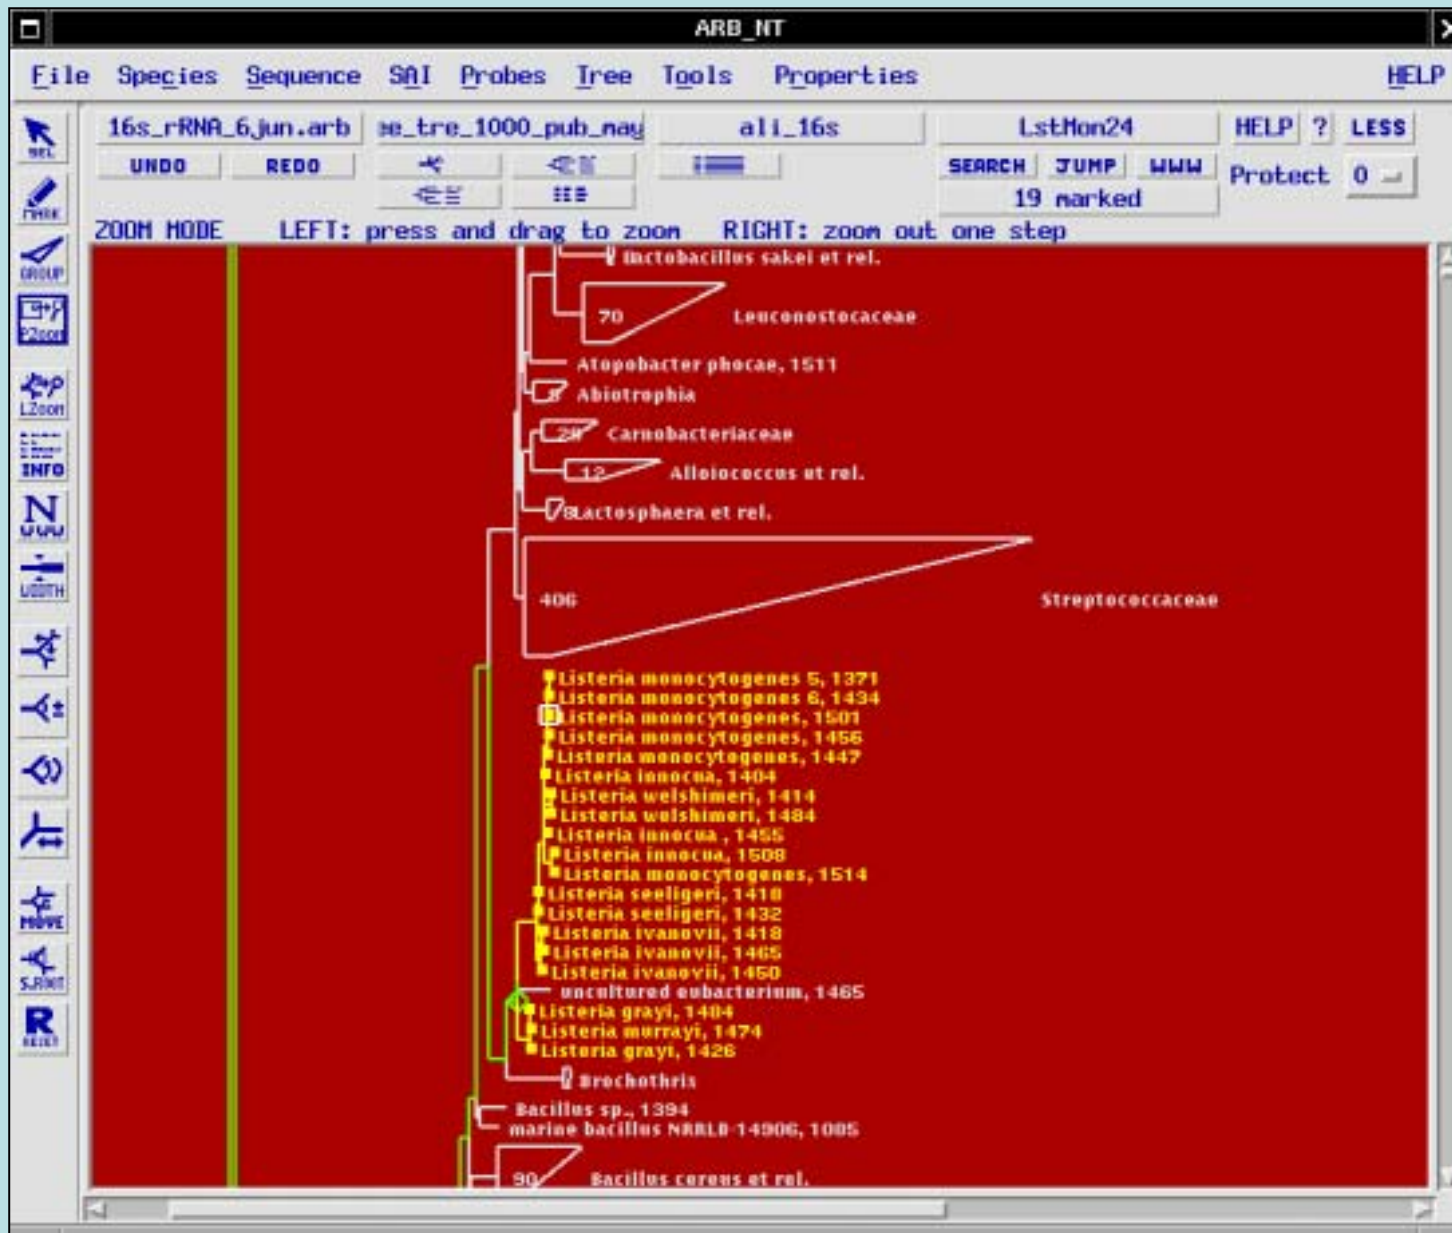 ARB_NT
File Species Sequence SAI Probes Tree Tools Properties HELP
16s_rRNA_6jun.arb ee_tre_1000_pub_may ali_16s LstMon24 HELP ? LESS
UNDO REDO SEARCH JUMP WWW Protect 0
19 marked
ZOOM MODE LEFT: press and drag to zoom RIGHT: zoom out one step
SEL
MARK
GROUP
PZoom
LZoom
INFO
N
WWW
WIDTH
MOVE
S.ROOT
R
RESET
sakei et rel.
70 Leuconostocaceae
Atopobacter phocae, 1511
Abiotrophia
Carnobacteriaceae
12 Alloiococcus et rel.
8 Lactosphaera et rel.
406 Streptococcaceae
Listeria monocytogenes 5, 1371
Listeria monocytogenes 6, 1434
Listeria monocytogenes, 1501
Listeria monocytogenes, 1456
Listeria monocytogenes, 1447
Listeria innocua, 1404
Listeria welshimeri, 1414
Listeria welshimeri, 1484
Listeria innocua , 1455
Listeria innocua, 1508
Listeria monocytogenes, 1514
Listeria seeligeri, 1418
Listeria seeligeri, 1432
Listeria ivanovii, 1418
Listeria ivanovii, 1465
Listeria ivanovii, 1450
uncultured eubacterium, 1465
Listeria grayi, 1484
Listeria murrayi, 1474
Listeria grayi, 1426
Brochothrix
Bacillus sp., 1394
marine bacillus 14906, 1085
90 Bacillus cereus et rel.